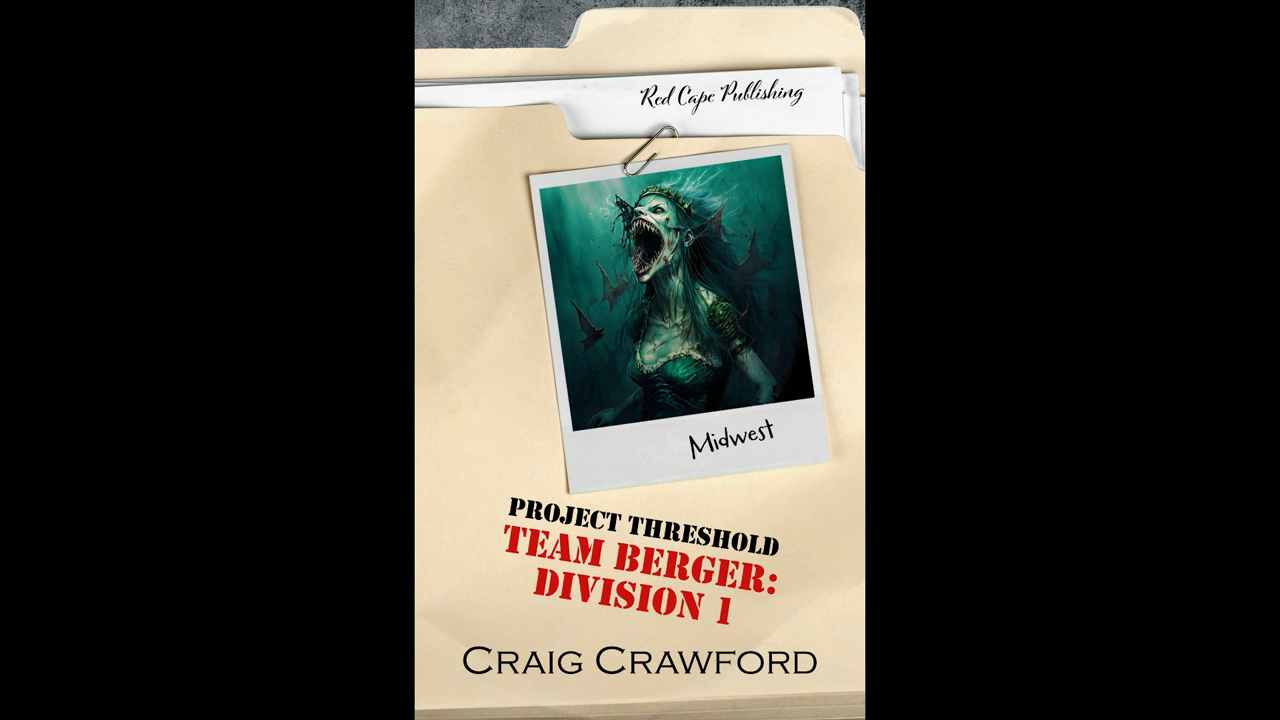 Red Cape Publishing
Midwest
PROJECT THRESHOLD
TEAM BERGER:
DIVISION 1
CRAIG CRAWFORD